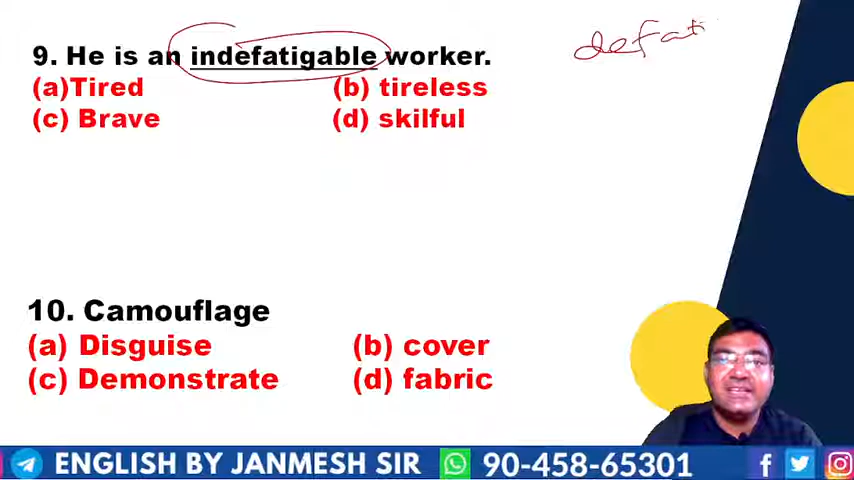 9. He is an indefatigable worker.
defati
(a)Tired (b) tireless
(c) Brave (d) skilful
10. Camouflage
(a) Disguise (b) cover
(c) Demonstrate (d) fabric
ENGLISH BY JANMESH SIR 90-458-65301